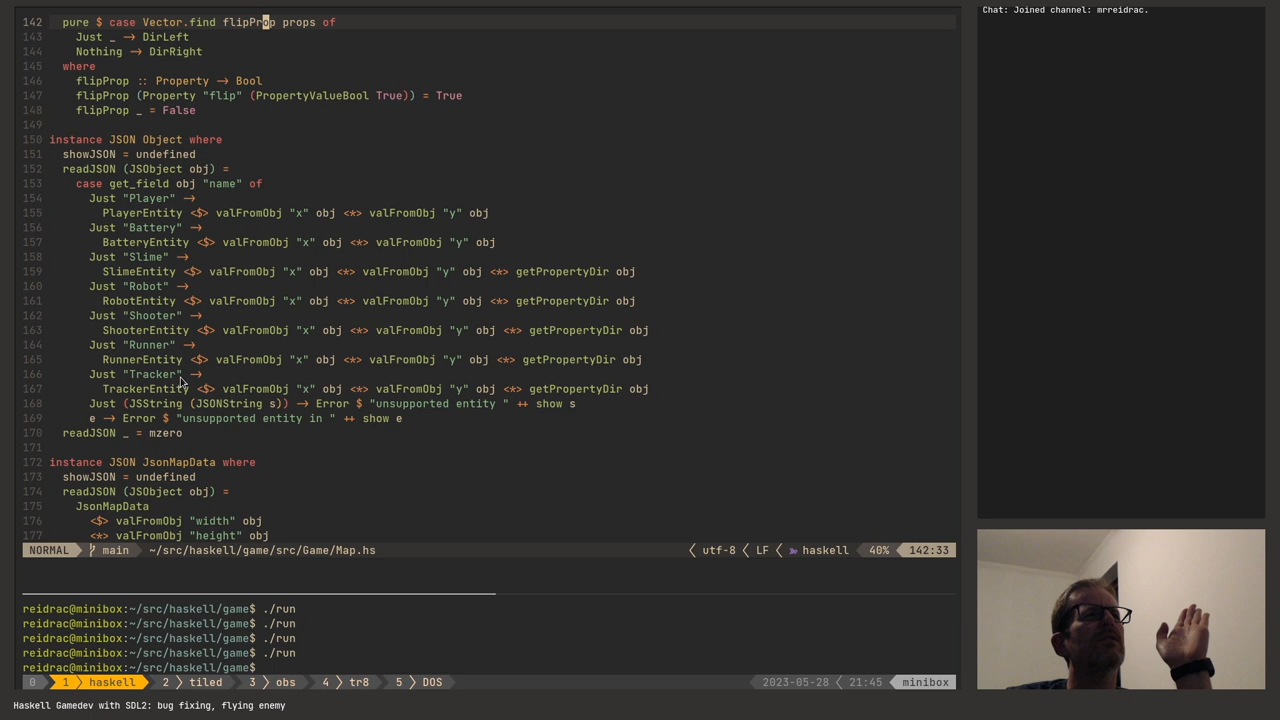 142 pure $ case Vector.find flipProp props of
143 Just _ → DirLeft
144 Nothing → DirRight
145 where
146 flipProp :: Property → Bool
147 flipProp (Property "flip" (PropertyValueBool True)) = True
148 flipProp _ = False
149
150 instance JSON Object where
151 showJSON = undefined
152 readJSON (JSObject obj) =
153 case get_field obj "name" of
154 Just "Player" →
155 PlayerEntity <$> valFromObj "x" obj <*> valFromObj "y" obj
156 Just "Battery" →
157 BatteryEntity <$> valFromObj "x" obj <*> valFromObj "y" obj
158 Just "Slime" →
159 SlimeEntity <$> valFromObj "x" obj <*> valFromObj "y" obj <*> getPropertyDir obj
160 Just "Robot" →
161 RobotEntity <$> valFromObj "x" obj <*> valFromObj "y" obj <*> getPropertyDir obj
162 Just "Shooter" →
163 ShooterEntity <$> valFromObj "x" obj <*> valFromObj "y" obj <*> getPropertyDir obj
164 Just "Runner" →
165 RunnerEntity <$> valFromObj "x" obj <*> valFromObj "y" obj <*> getPropertyDir obj
166 Just "Tracker" →
167 TrackerEntity <$> valFromObj "x" obj <*> valFromObj "y" obj <*> getPropertyDir obj
168 Just (JSString (JSONString s)) → Error $ "unsupported entity " ++ show s
169 e → Error $ "unsupported entity in " ++ show e
170 readJSON _ = mzero
171
172 instance JSON JsonMapData where
173 showJSON = undefined
174 readJSON (JSObject obj) =
175 JsonMapData
176 <$> valFromObj "width" obj
177 <*> valFromObj "height" obj
NORMAL main ~/src/haskell/game/src/Game/Map.hs utf-8 LF haskell 40% 142:33
reidrac@minibox:~/src/haskell/game$ ./run
reidrac@minibox:~/src/haskell/game$ ./run
reidrac@minibox:~/src/haskell/game$ ./run
reidrac@minibox:~/src/haskell/game$ ./run
reidrac@minibox:~/src/haskell/game$
0 1 haskell 2 tiled 3 obs 4 tr8 5 DOS 2023-05-28 21:45 minibox
Haskell Gamedev with SDL2: bug fixing, flying enemy
Chat: Joined channel: mrreidrac.